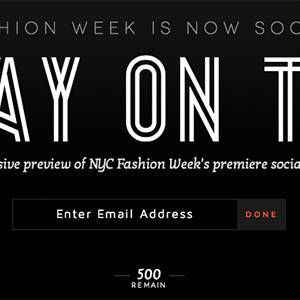 HION WEEK IS NOW SOC
AY ON T
sive preview of NYC Fashion Week's premiere social
Enter Email Address
DONE
500
REMAIN